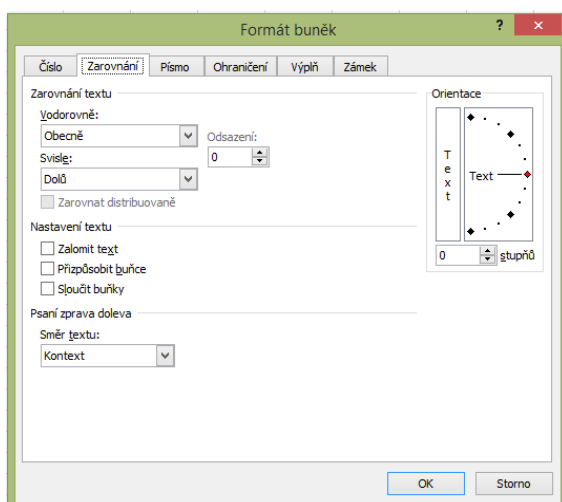 Formát buněk
? ×
Číslo Zarovnání Písmo Ohraničení Výplň Zámek
Zarovnání textu
Vodorovně:
Obecně
Odsazení:
0
Svisle:
Dolů
Zarovnat distribuovaně
Nastavení textu
Zalomit text
Přizpůsobit buňce
Sloučit buňky
Psaní zprava doleva
Směr textu:
Kontext
Orientace
Text
Text
0 stupňů
OK Storno